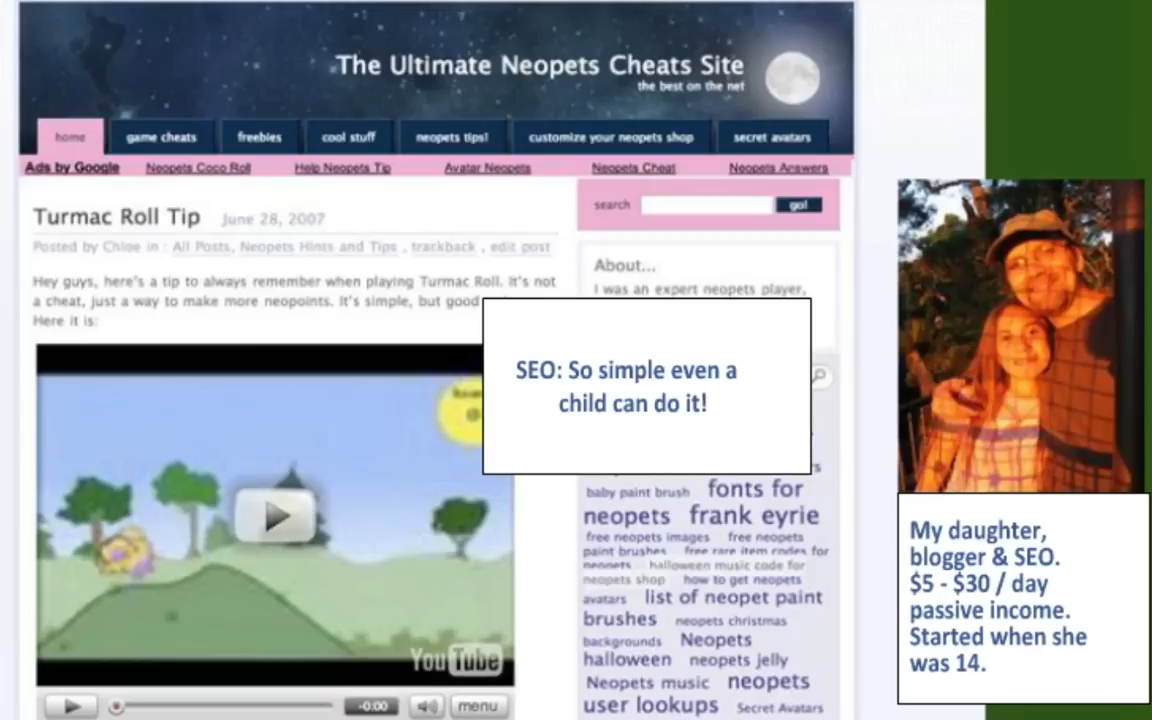 The Ultimate Neopets Cheats Site
the best on the net
home
game cheats
freebies
cool stuff
neopets tips!
customize your neopets shop
secret avatars
Ads by Google
Neopets Coco Roll
Help Neopets Tip
Avatar Neopets
Neopets Cheat
Neopets Answers
Turmac Roll Tip June 28, 2007
Posted by Chloe in : All Posts, Neopets Hints and Tips , trackback , edit post
Hey guys, here's a tip to always remember when playing Turmac Roll. It's not
a cheat, just a way to make more neopoints. It's simple, but good
Here it is:
YouTube
-0:00
menu
search
go!
About...
I was an expert neopets player,
SEO: So simple even a
child can do it!
baby paint brush fonts for
neopets frank eyrie
free neopets images free neopets
paint brushes free rare item codes for
neopets halloween music code for
neopets shop how to get neopets
avatars list of neopet paint
brushes neopets christmas
backgrounds Neopets
halloween neopets jelly
Neopets music neopets
user lookups Secret Avatars
My daughter,
blogger & SEO.
$5 - $30 / day
passive income.
Started when she
was 14.